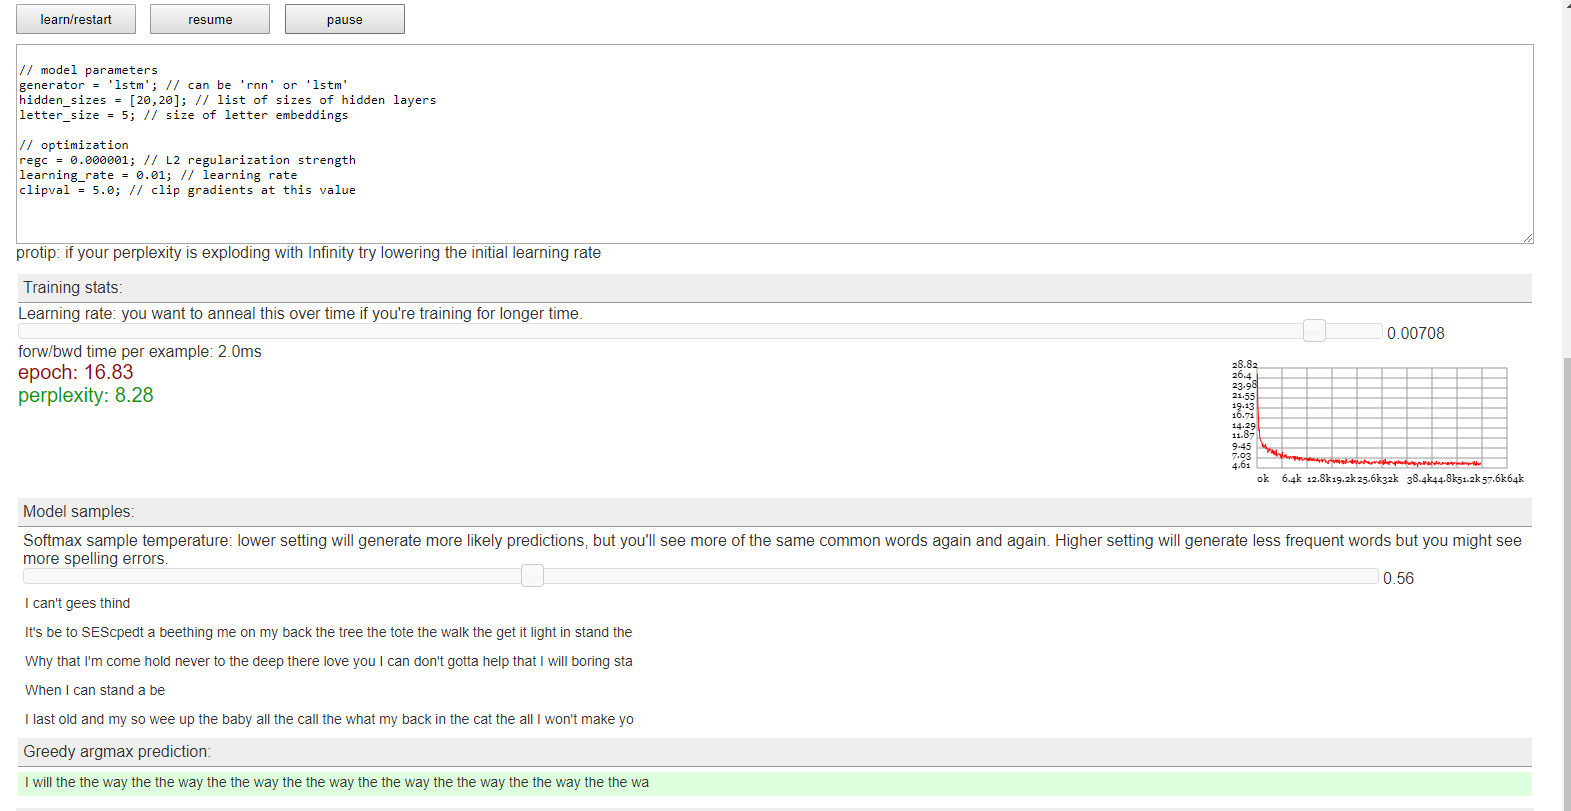 learn/restart resume pause
// model parameters
generator = 'lstm'; // can be 'rnn' or 'lstm'
hidden_sizes = [20,20]; // list of sizes of hidden layers
letter_size = 5; // size of letter embeddings
// optimization
regc = 0.000001; // L2 regularization strength
learning_rate = 0.01; // learning rate
clipval = 5.0; // clip gradients at this value
protip: if your perplexity is exploding with Infinity try lowering the initial learning rate
Training stats:
Learning rate: you want to anneal this over time if you're training for longer time.
0.00708
forw/bwd time per example: 2.0ms
epoch: 16.83
perplexity: 8.28
28.82
26.4
23.98
21.55
19.13
16.71
14.29
11.87
9.45
7.03
4.61
0k 6.4k 12.8k 19.2k 25.6k 32k 38.4k 44.8k 51.2k 57.6k 64k
Model samples:
Softmax sample temperature: lower setting will generate more likely predictions, but you'll see more of the same common words again and again. Higher setting will generate less frequent words but you might see
more spelling errors.
0.56
I can't gees thind
It's be to SEScpedt a beething me on my back the tree the tote the walk the get it light in stand the
Why that I'm come hold never to the deep there love you I can don't gotta help that I will boring sta
When I can stand a be
I last old and my so wee up the baby all the call the what my back in the cat the all I won't make yo
Greedy argmax prediction:
I will the the way the the way the the way the the way the the way the the way the the way the the wa